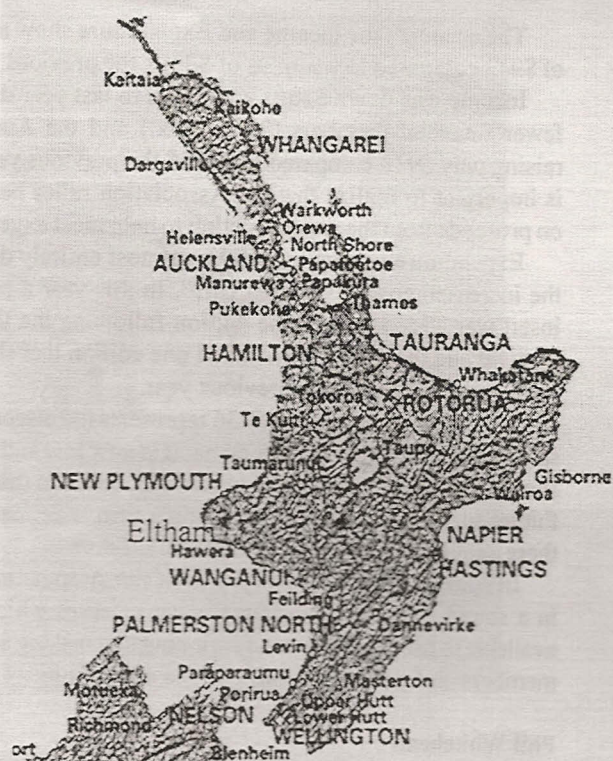 Kaitaia
Kaikohe
WHANGAREI
Dargaville
Warkworth
Orewa
Helensville
North Shore
AUCKLAND
Papatoetoe
Manurewa
Papakura
Pukekohe
Thames
HAMILTON
TAURANGA
Whakatane
Tokoroa
ROTORUA
Te Kuiti
Taupo
Taumarunui
Gisborne
NEW PLYMOUTH
Wairoa
Eltham
NAPIER
Hawera
HASTINGS
WANGANUI
Feilding
PALMERSTON NORTH
Dannevirke
Levin
Paraparaumu
Masterton
Motueka
Porirua
Upper Hutt
Richmond
NELSON
Lower Hutt
WELLINGTON
ort
Blenheim